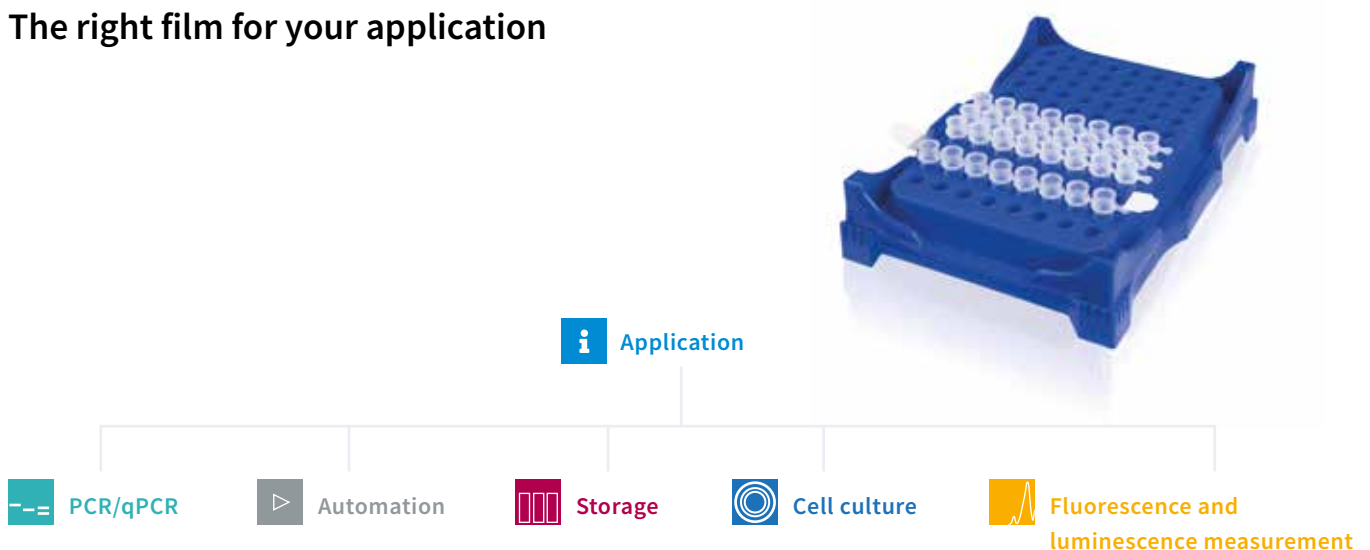 The right film for your application
Application
PCR/qPCR
Automation
Storage
Cell culture
Fluorescence and
luminescence measurement